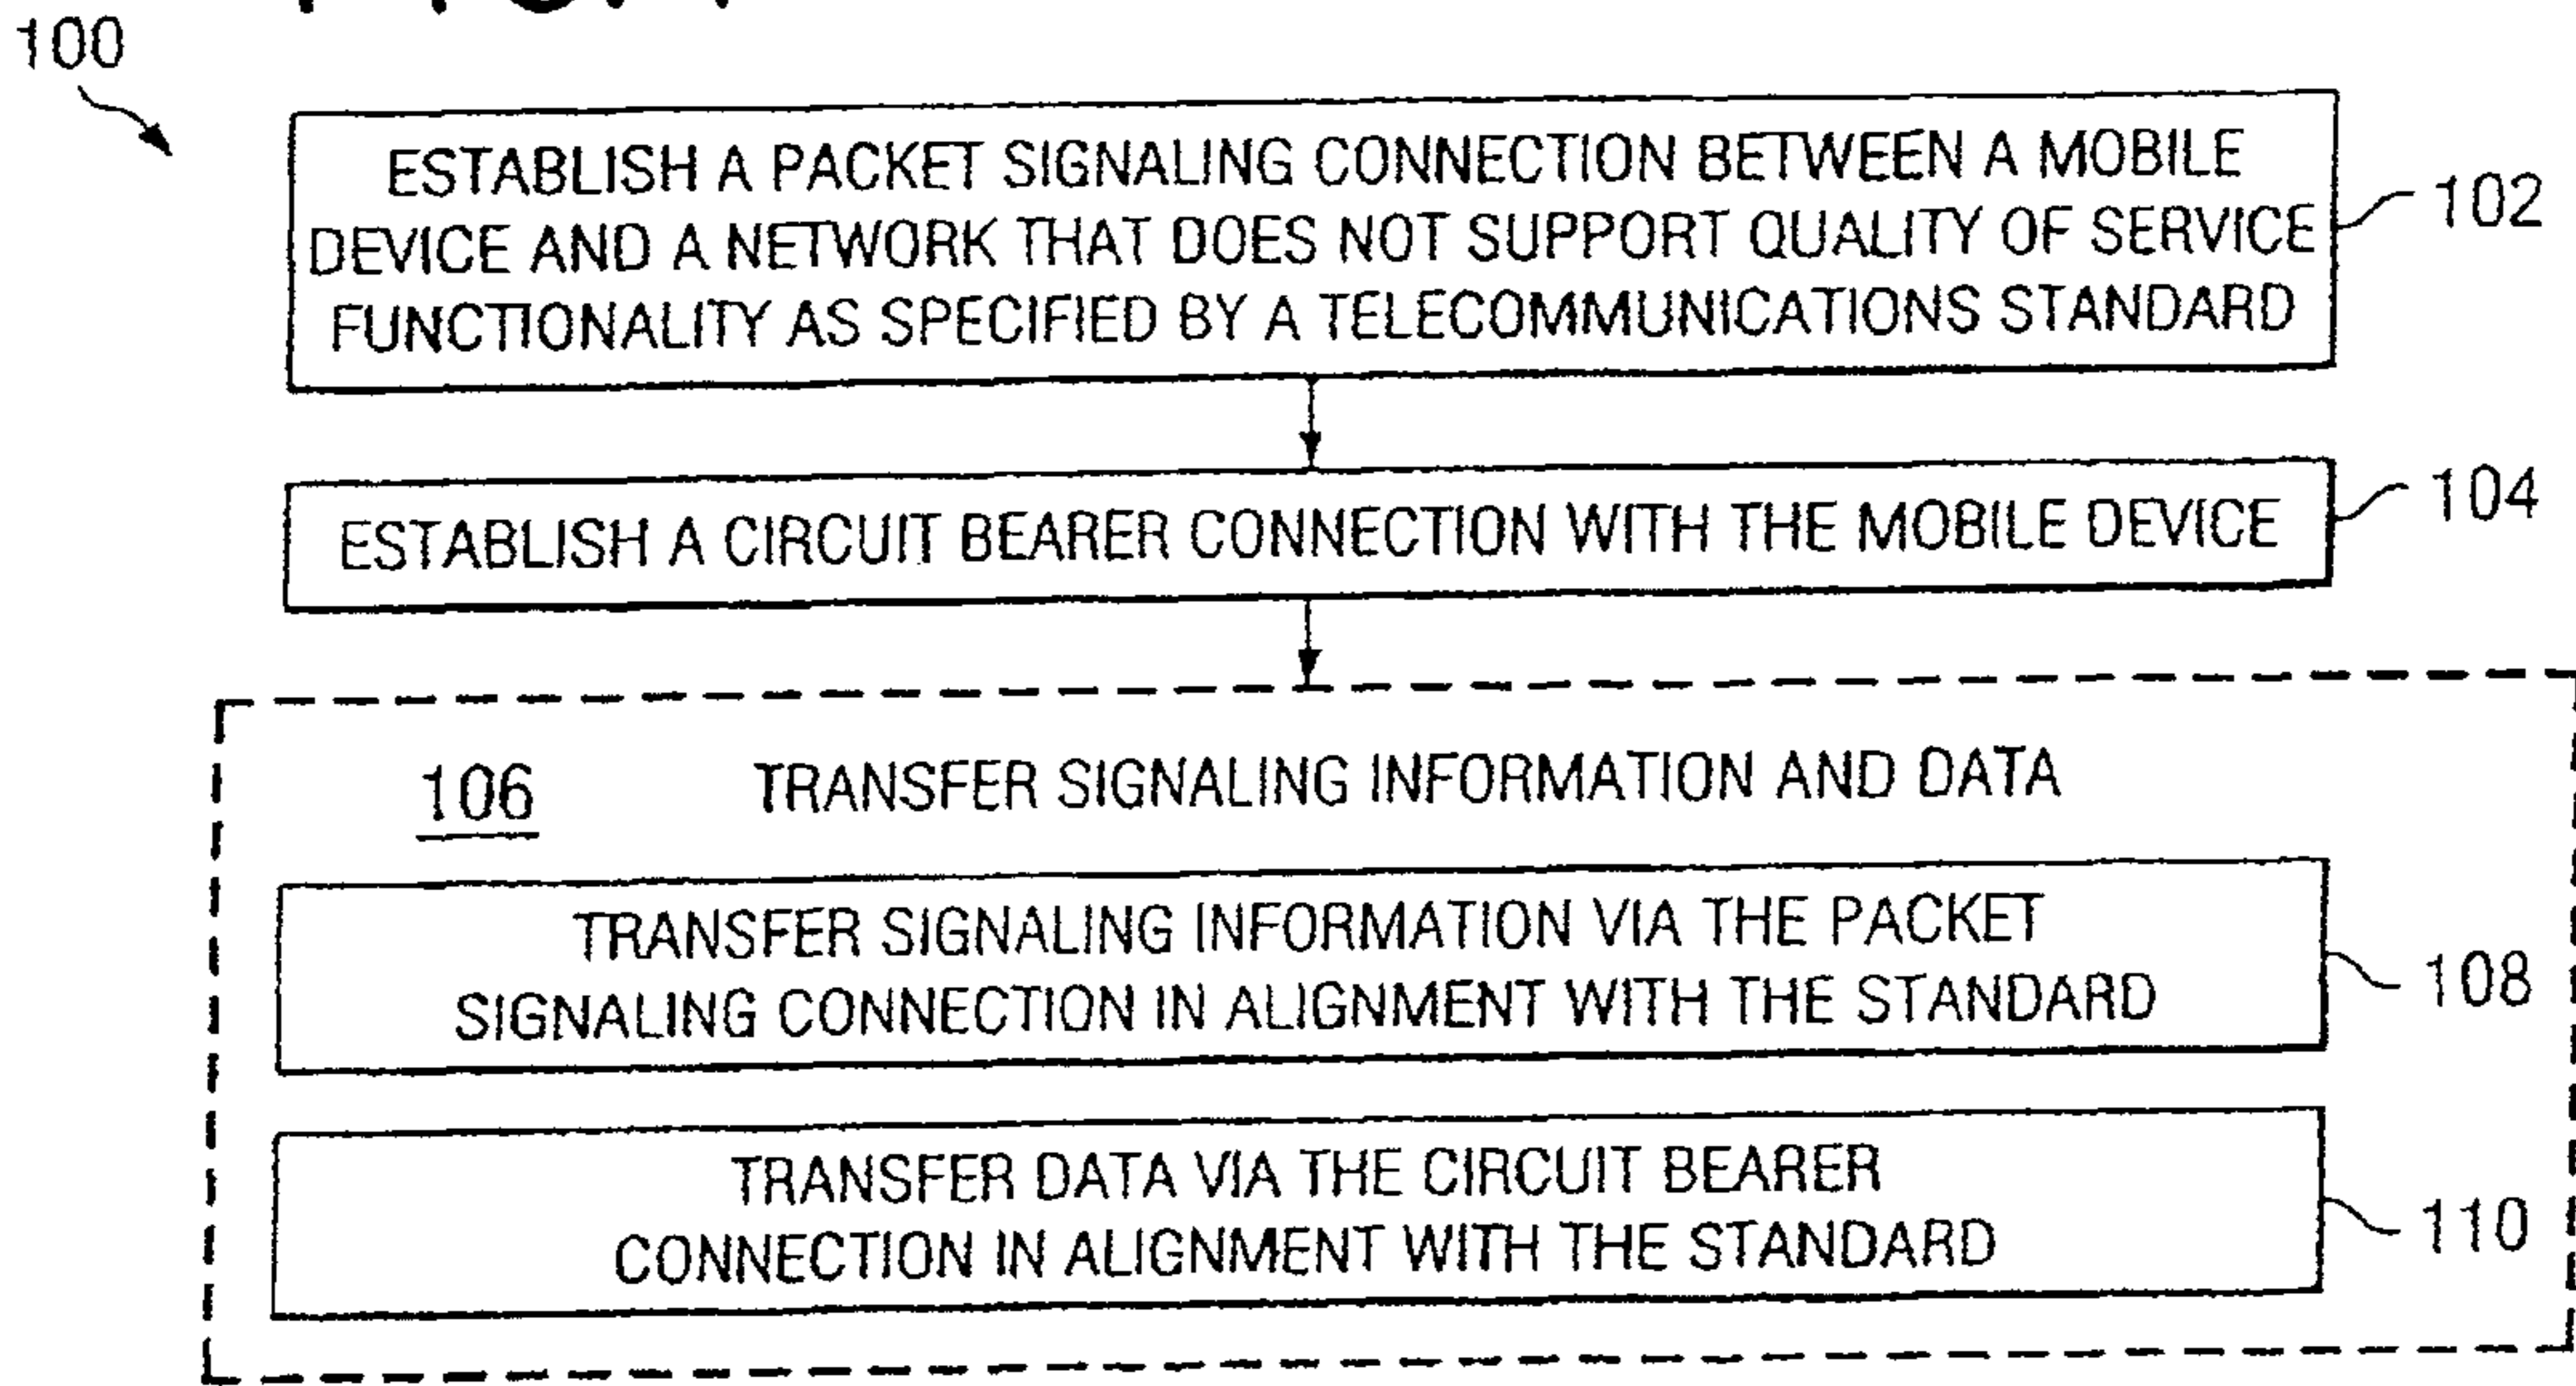 100
ESTABLISH A PACKET SIGNALING CONNECTION BETWEEN A MOBILE
DEVICE AND A NETWORK THAT DOES NOT SUPPORT QUALITY OF SERVICE
FUNCTIONALITY AS SPECIFIED BY A TELECOMMUNICATIONS STANDARD
102
ESTABLISH A CIRCUIT BEARER CONNECTION WITH THE MOBILE DEVICE
104
106 TRANSFER SIGNALING INFORMATION AND DATA
TRANSFER SIGNALING INFORMATION VIA THE PACKET
SIGNALING CONNECTION IN ALIGNMENT WITH THE STANDARD
108
TRANSFER DATA VIA THE CIRCUIT BEARER
CONNECTION IN ALIGNMENT WITH THE STANDARD
110